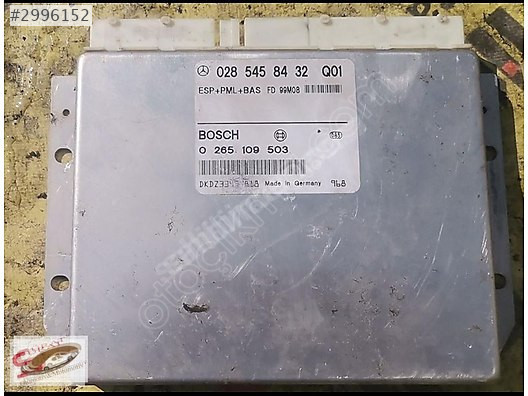 #2996152
028 545 84 32 Q01
ESP+PML+BAS FD 99M08
BOSCH
0 265 109 503
Made in Germany 968